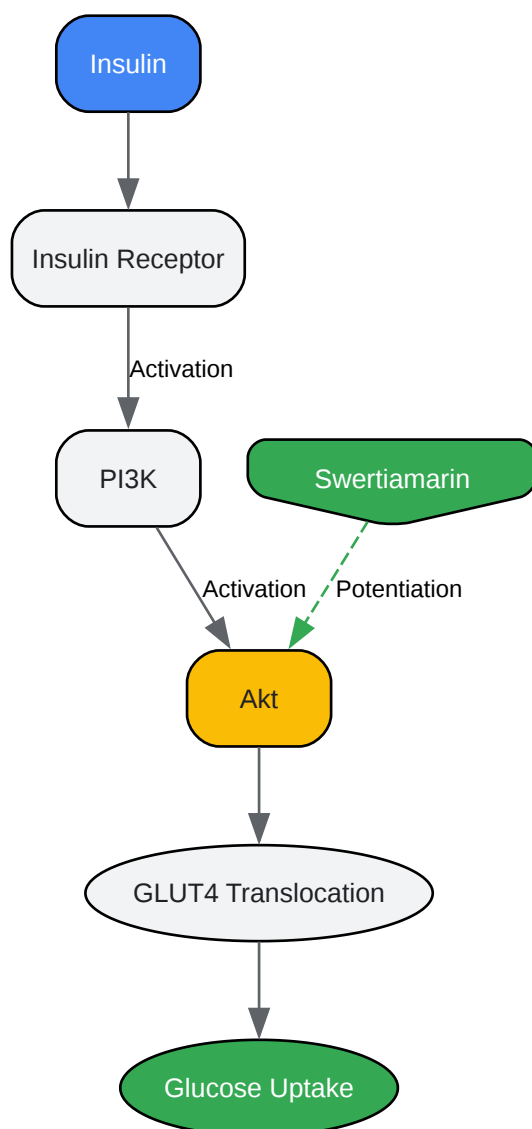 Insulin
Insulin Receptor
Activation
PI3K
Swertiamarin
Activation
Potentiation
Akt
GLUT4 Translocation
Glucose Uptake